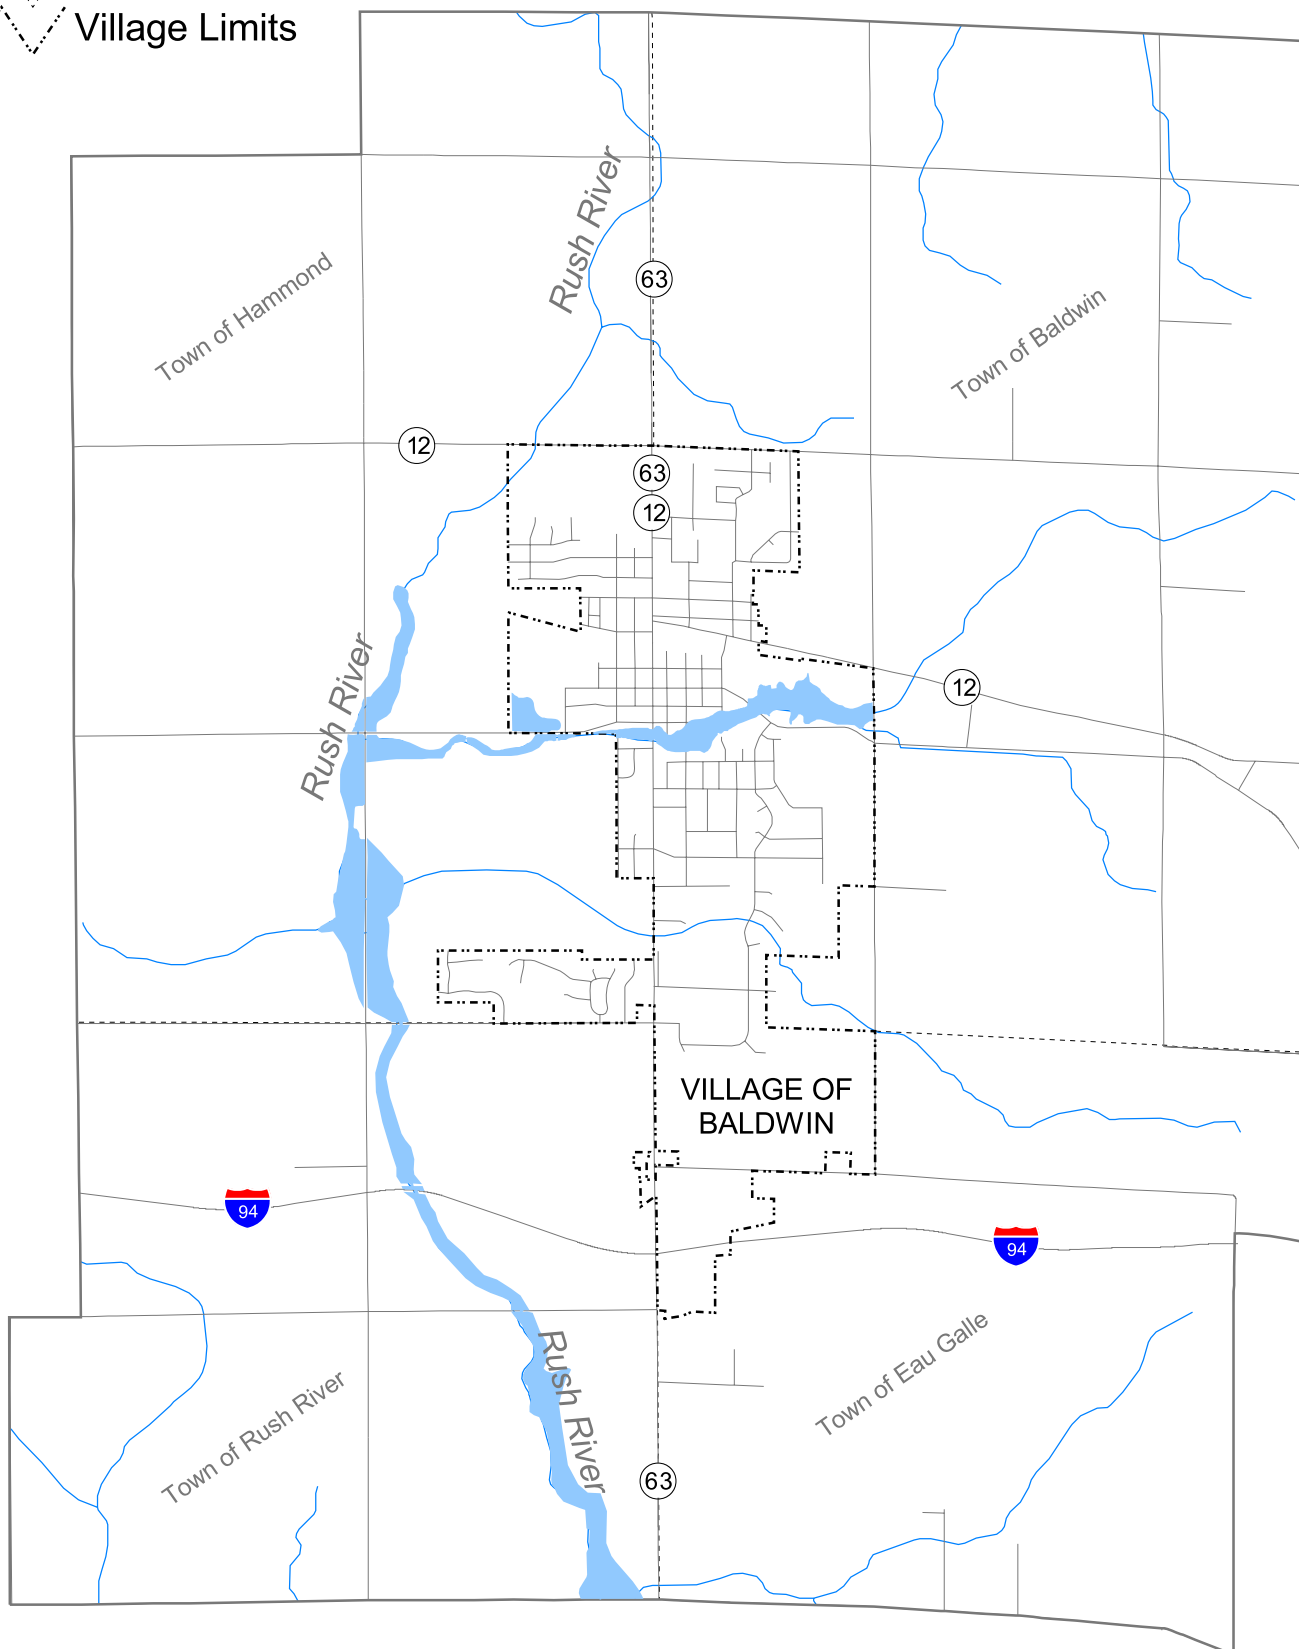 Village Limits
Rush River
Town of Hammond
63
Town of Baldwin
12
63
12
Rush River
12
VILLAGE OF
BALDWIN
94
94
Rush River
Town of Eau Galle
Town of Rush River
63